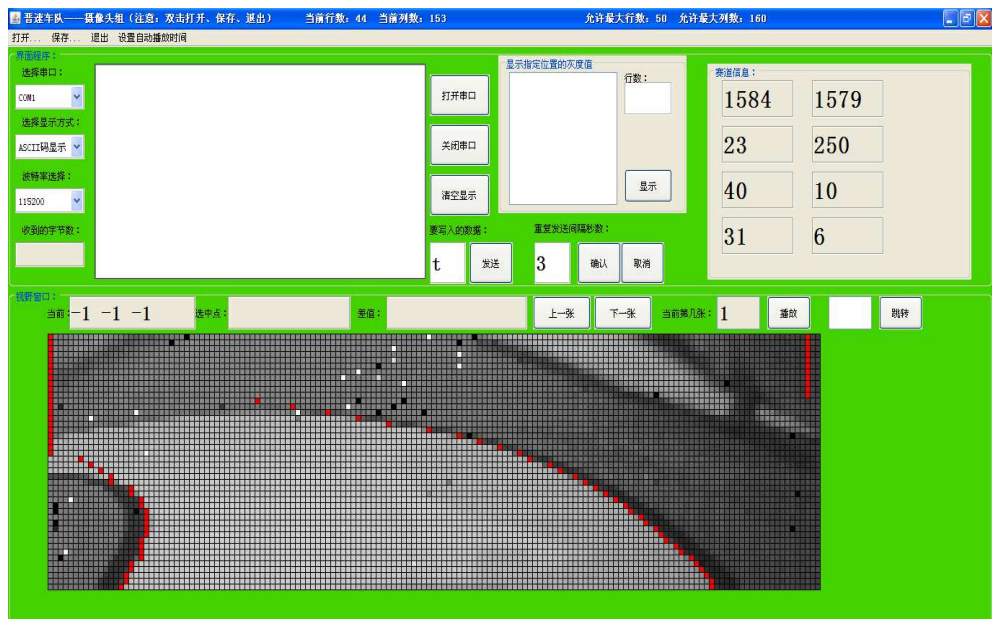 晋速车队——摄像头组（注意：双击打开、保存、退出） 当前行数：44 当前列数：153 允许最大行数：50 允许最大列数：160
打开... 保存... 退出 设置自动播放时间
界面程序：
选择串口：
COM1
选择显示方式：
ASCII码显示
波特率选择：
115200
收到的字节数：
打开串口
关闭串口
清空显示
要写入的数据：
t 发送
显示指定位置的灰度值
行数：
显示
重复发送间隔秒数：
3 确认 取消
赛道信息：
1584 1579
23 250
40 10
31 6
视野窗口：
当前：-1 -1 -1 选中点： 差值： 上一张 下一张 当前第几张：1 播放 跳转